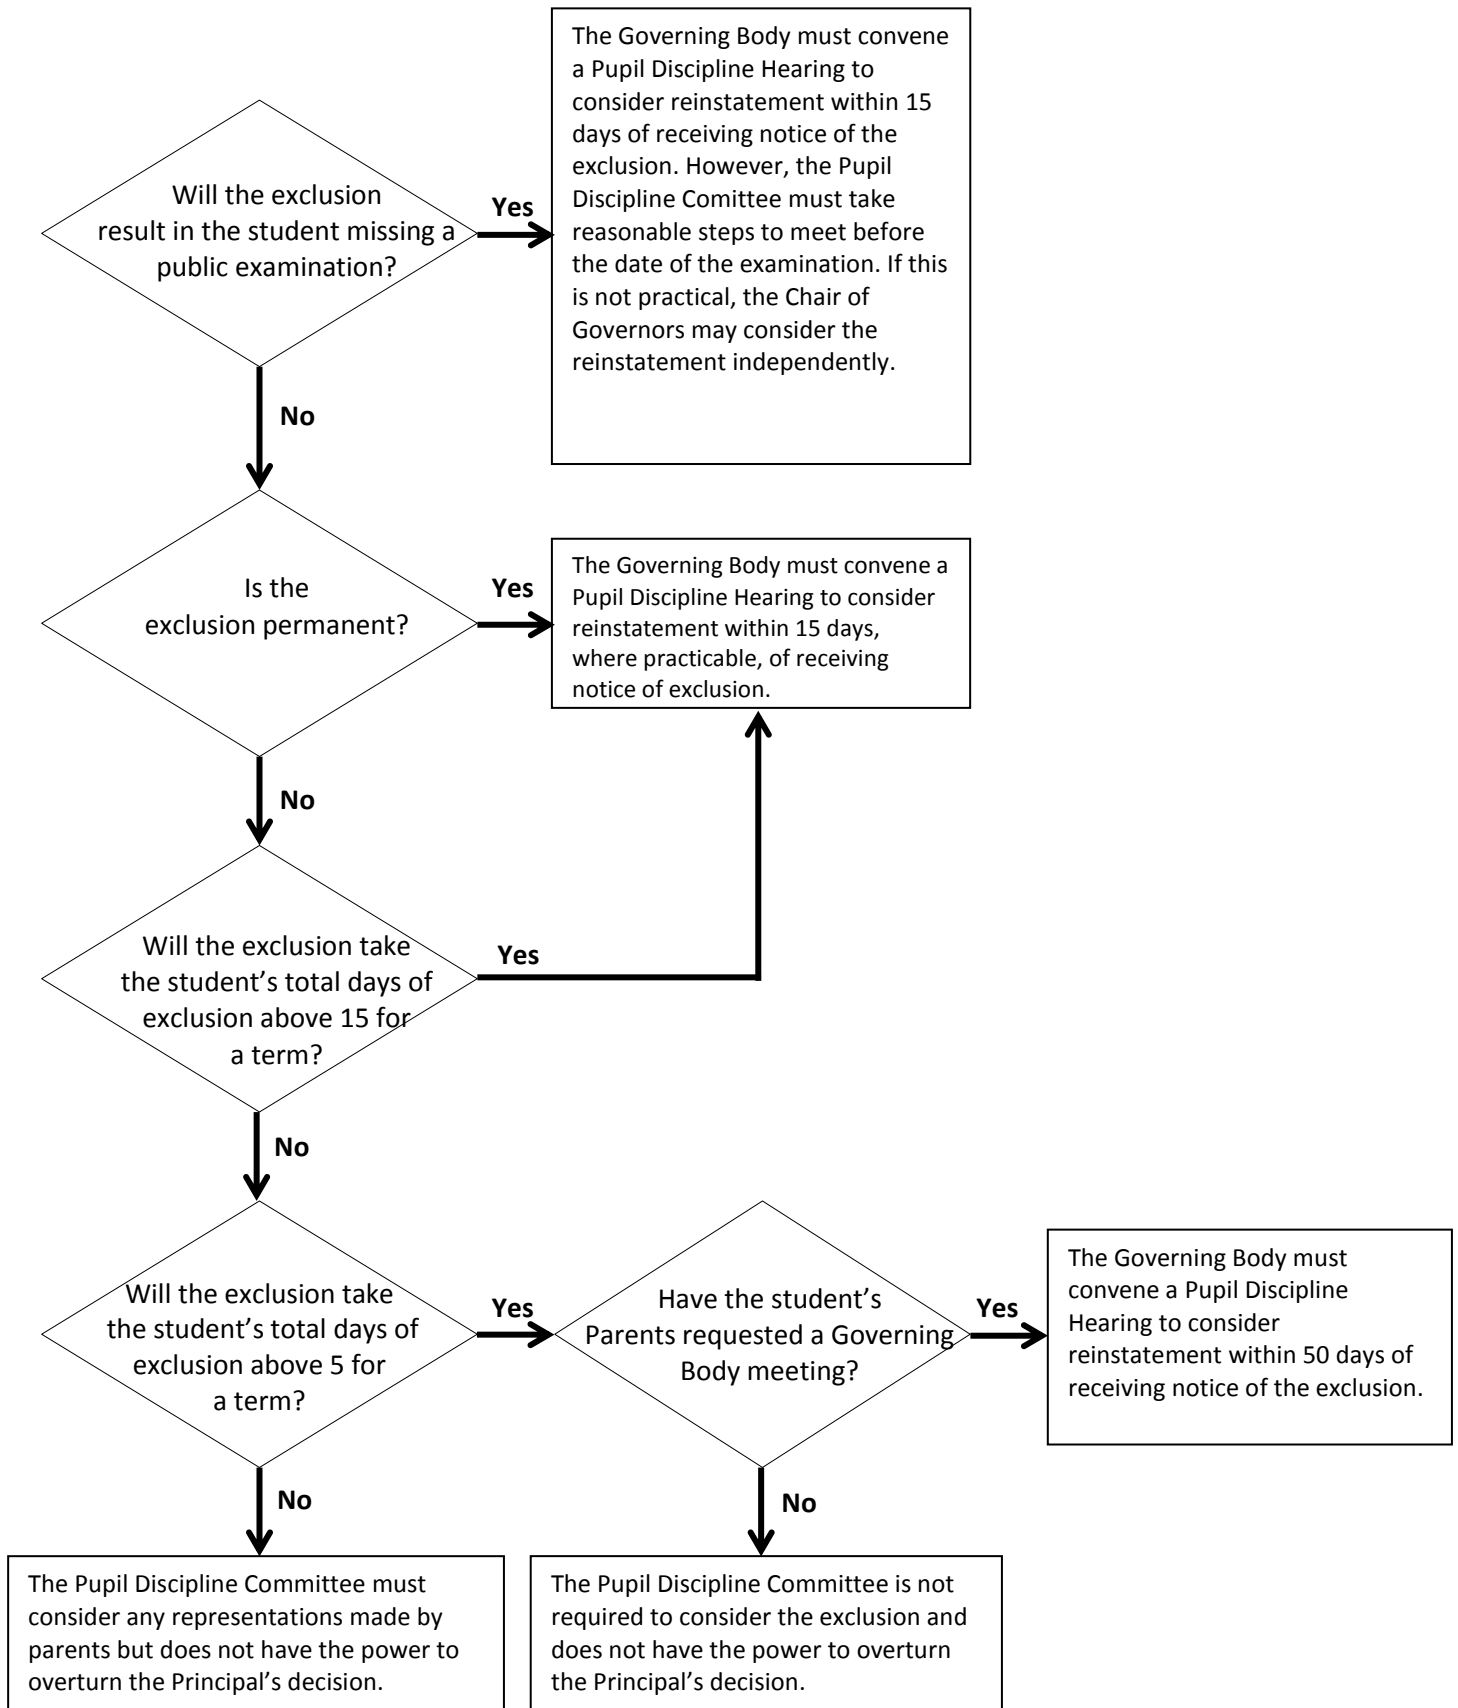 The Governing Body must convene
a Pupil Discipline Hearing to
consider reinstatement within 15
days of receiving notice of the
exclusion. However, the Pupil
Discipline Comittee must take
reasonable steps to meet before
the date of the examination. If this
is not practical, the Chair of
Governors may consider the
reinstatement independently.
Will the exclusion
result in the student missing a
public examination?
Yes
No
Is the
exclusion permanent?
Yes
The Governing Body must convene a
Pupil Discipline Hearing to consider
reinstatement within 15 days,
where practicable, of receiving
notice of exclusion.
No
Will the exclusion take
the student’s total days of
exclusion above 15 for
a term?
Yes
No
Will the exclusion take
the student’s total days of
exclusion above 5 for
a term?
Yes
Have the student’s
Parents requested a Governing
Body meeting?
Yes
The Governing Body must
convene a Pupil Discipline
Hearing to consider
reinstatement within 50 days of
receiving notice of the exclusion.
No
No
The Pupil Discipline Committee must
consider any representations made by
parents but does not have the power to
overturn the Principal’s decision.
The Pupil Discipline Committee is not
required to consider the exclusion and
does not have the power to overturn
the Principal’s decision.